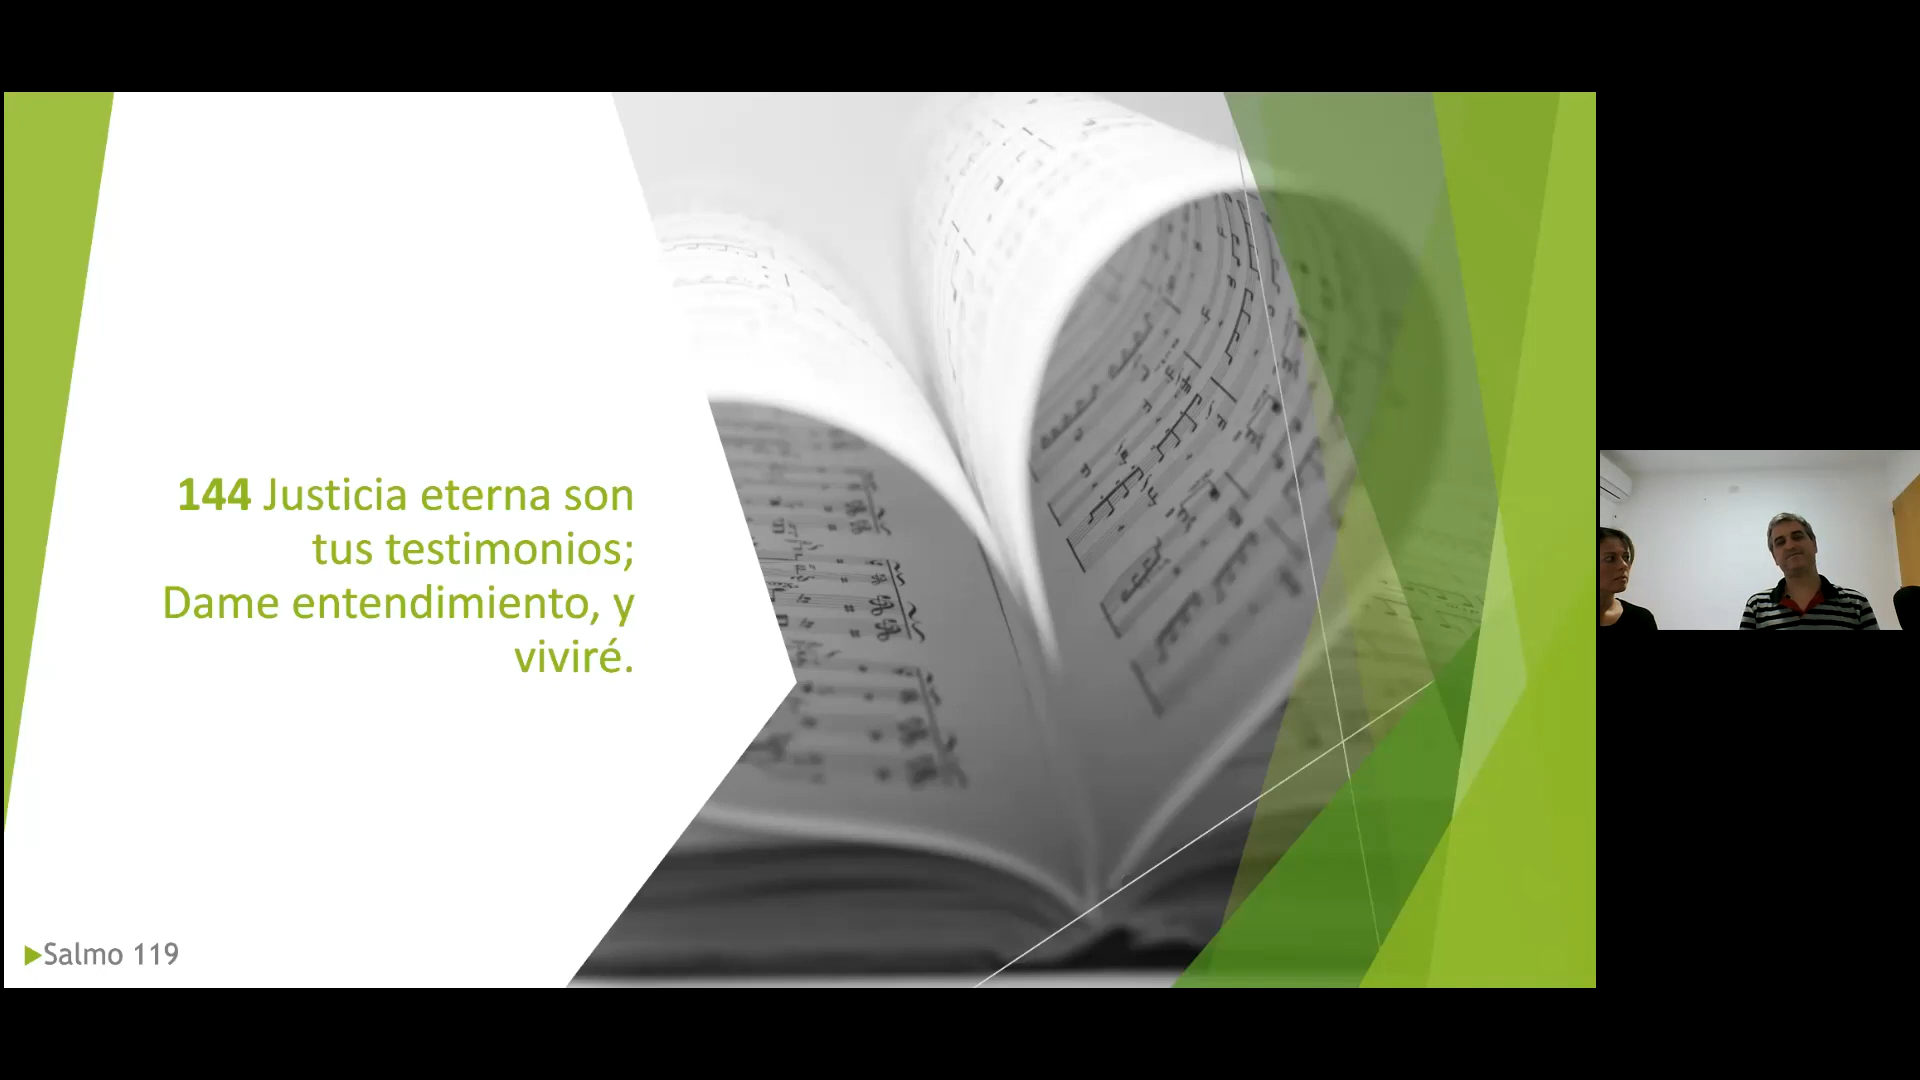 144 Justicia eterna son
tus testimonios;
Dame entendimiento, y
viviré.
Salmo 119